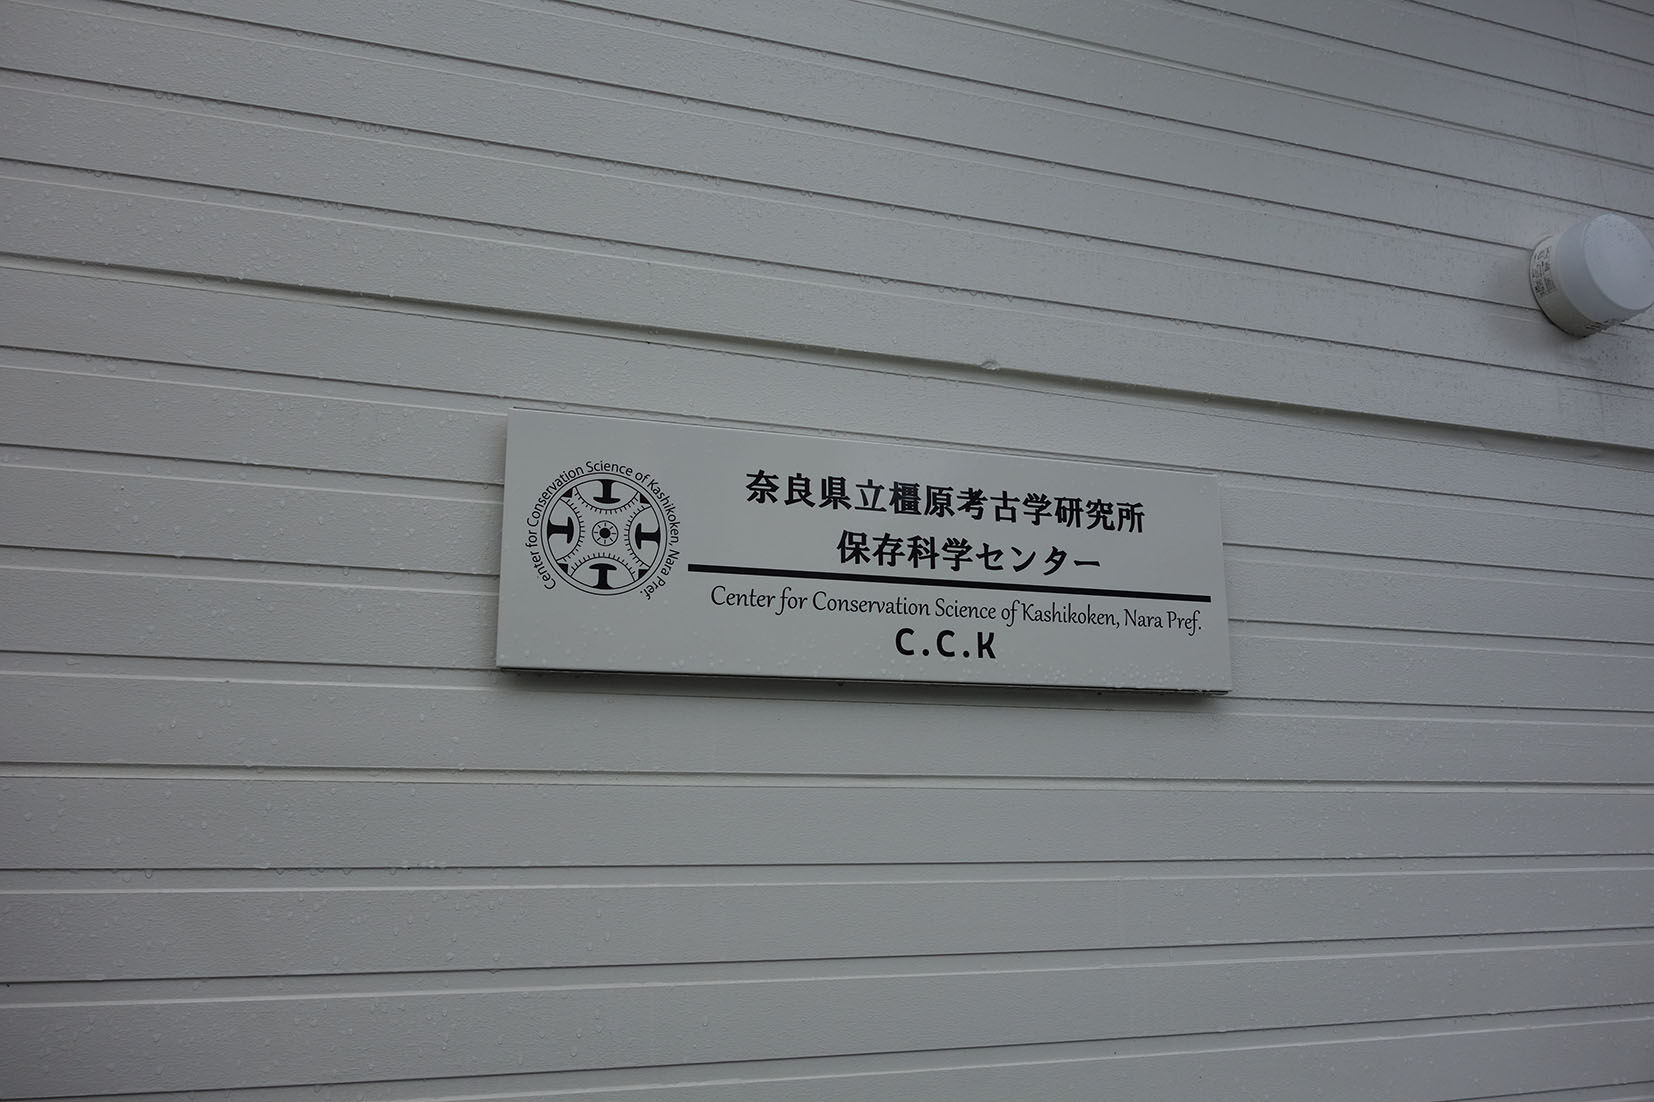 Center for Conservation Science of Kashikoken, Nara Pref.
奈良県立橿原考古学研究所
保存科学センター
Center for Conservation Science of Kashikoken, Nara Pref.
C.C.K